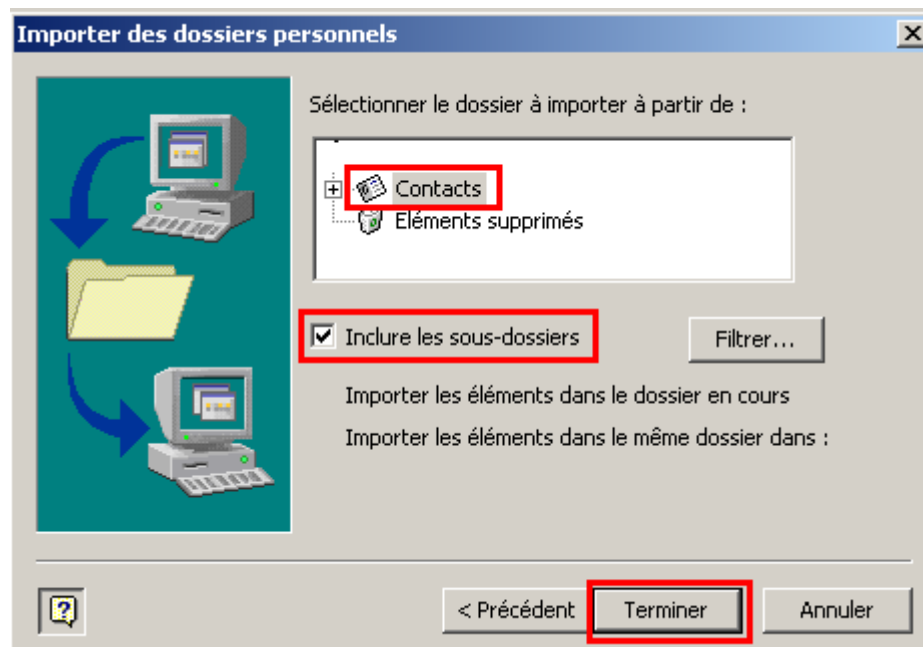 Importer des dossiers personnels
Sélectionner le dossier à importer à partir de :
Contacts
Eléments supprimés
Inclure les sous-dossiers
Filtrer...
Importer les éléments dans le dossier en cours
Importer les éléments dans le même dossier dans :
< Précédent
Terminer
Annuler